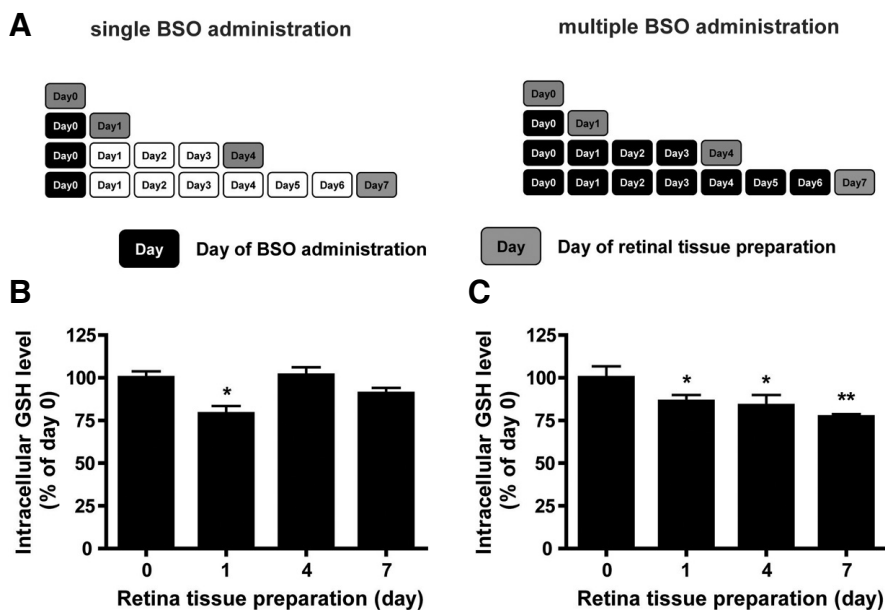 A
single BSO administration
multiple BSO administration
Day0
Day0 Day1
Day0 Day1 Day2 Day3 Day4
Day0 Day1 Day2 Day3 Day4 Day5 Day6 Day7
Day0
Day0 Day1
Day0 Day1 Day2 Day3 Day4
Day0 Day1 Day2 Day3 Day4 Day5 Day6 Day7
Day Day of BSO administration
Day Day of retinal tissue preparation
B
Intracellular GSH level
(% of day 0)
125
100
75
50
25
0
*
0 1 4 7
Retina tissue preparation (day)
C
Intracellular GSH level
(% of day 0)
125
100
75
50
25
0
* * **
0 1 4 7
Retina tissue preparation (day)